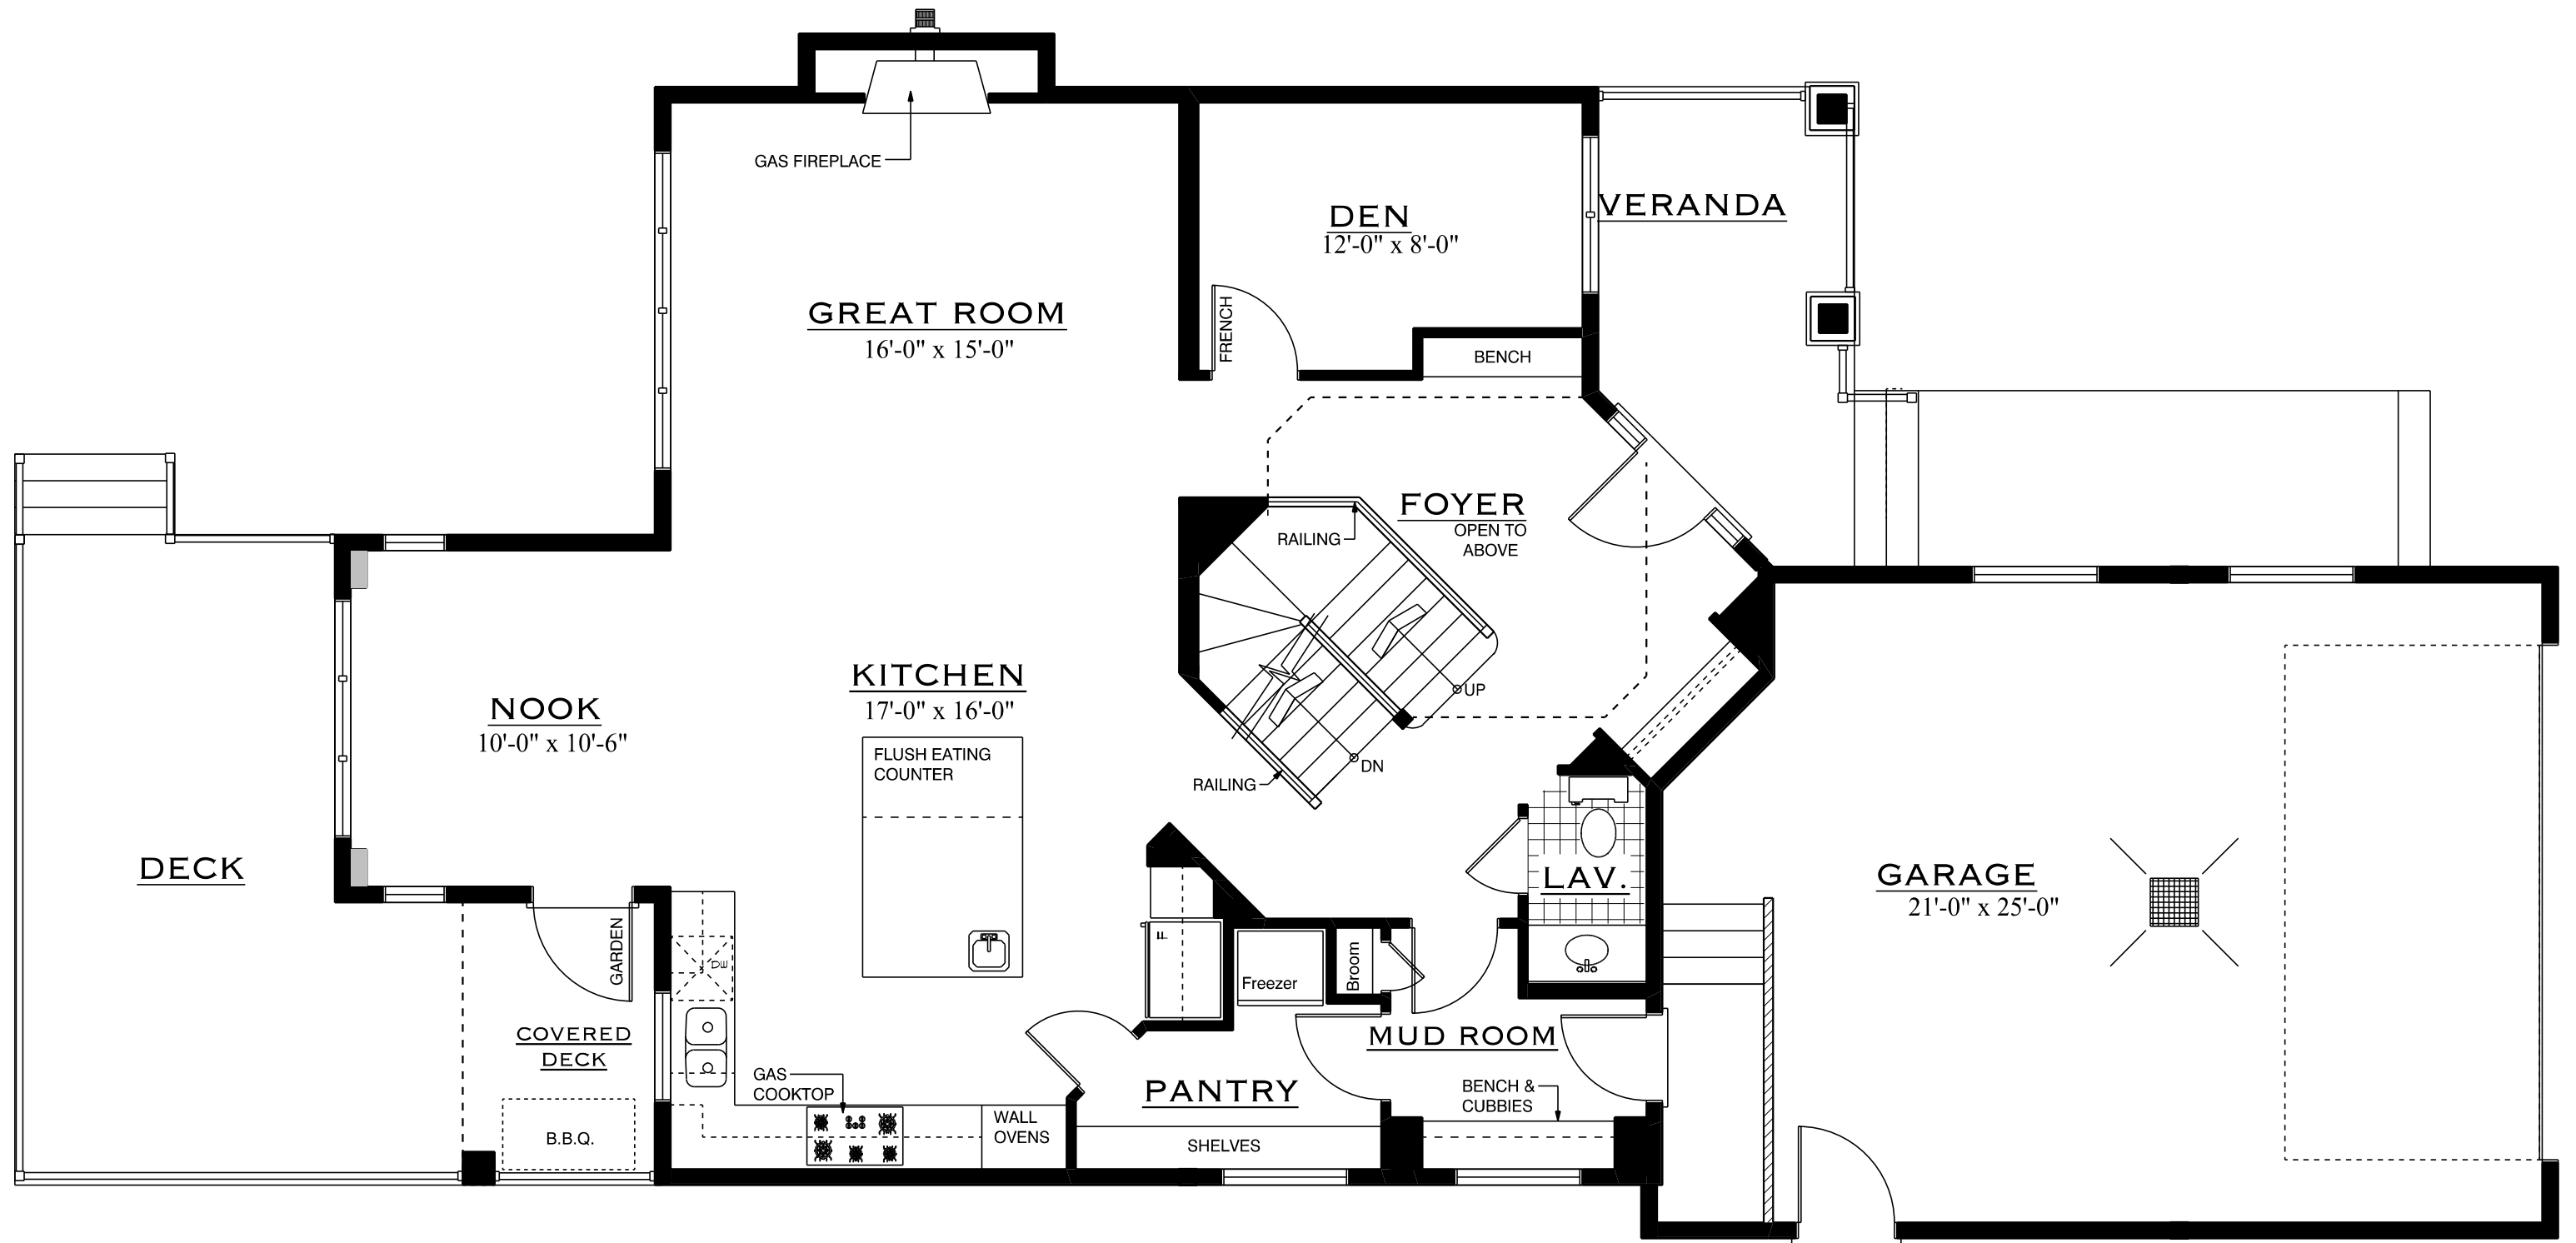 GAS FIREPLACE
GREAT ROOM
16'-0" x 15'-0"
DEN
12'-0" x 8'-0"
FRENCH
BENCH
VERANDA
FOYER
OPEN TO
ABOVE
RAILING
UP
DN
RAILING
KITCHEN
17'-0" x 16'-0"
FLUSH EATING
COUNTER
NOOK
10'-0" x 10'-6"
DECK
GARDEN
COVERED
DECK
B.B.Q.
DW
GAS
COOKTOP
WALL
OVENS
F
Freezer
Broom
PANTRY
SHELVES
MUD ROOM
BENCH &
CUBBIES
LAV.
GARAGE
21'-0" x 25'-0"